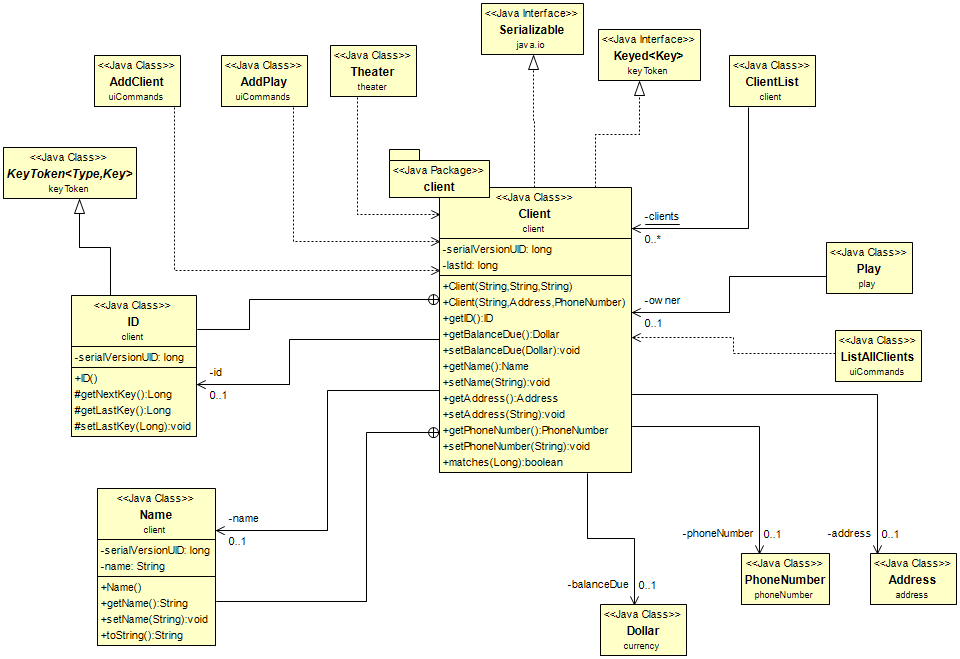 <<Java Interface>>
Serializable
java.io
<<Java Interface>>
Keyed<Key>
keyToken
<<Java Class>>
AddClient
uiCommands
<<Java Class>>
AddPlay
uiCommands
<<Java Class>>
Theater
theater
<<Java Class>>
ClientList
client
<<Java Class>>
KeyToken<Type,Key>
keyToken
<<Java Package>>
client
<<Java Class>>
Client
client
-serialVersionUID: long
-lastId: long
+Client(String,String,String)
+Client(String,Address,PhoneNumber)
+getID():ID
+getBalanceDue():Dollar
+setBalanceDue(Dollar):void
+getName():Name
+setName(String):void
+getAddress():Address
+setAddress(String):void
+getPhoneNumber():PhoneNumber
+setPhoneNumber(String):void
+matches(Long):boolean
-clients
0..*
<<Java Class>>
Play
play
-owner
0..1
<<Java Class>>
ListAllClients
uiCommands
<<Java Class>>
ID
client
-serialVersionUID: long
+ID()
#getNextKey():Long
#getLastKey():Long
#setLastKey(Long):void
-id
0..1
<<Java Class>>
Name
client
-serialVersionUID: long
-name: String
+Name()
+getName():String
+setName(String):void
+toString():String
-name
0..1
-phoneNumber
0..1
-address
0..1
<<Java Class>>
PhoneNumber
phoneNumber
<<Java Class>>
Address
address
-balanceDue
0..1
<<Java Class>>
Dollar
currency